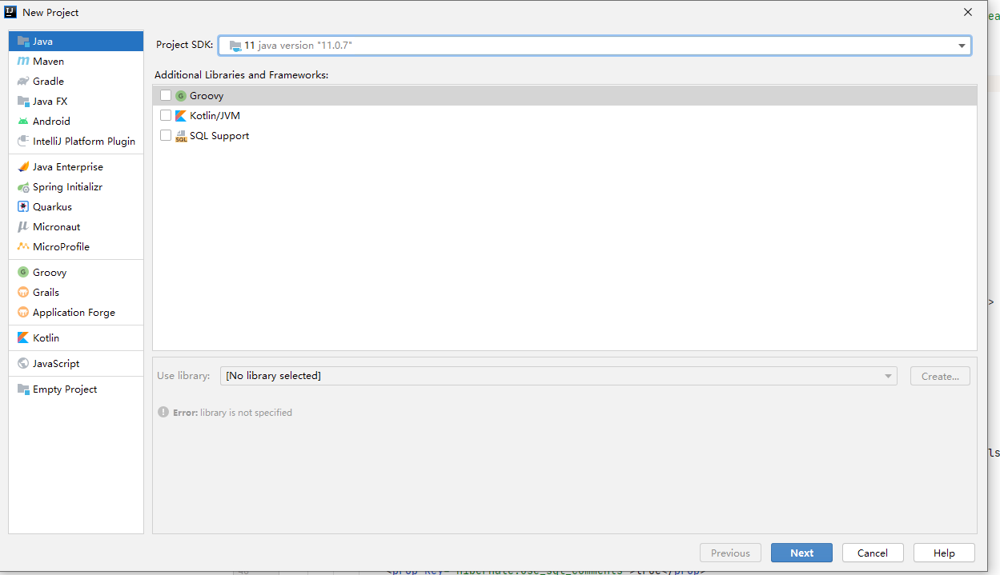 New Project
Java
Maven
Gradle
Java FX
Android
IntelliJ Platform Plugin
Java Enterprise
Spring Initializr
Quarkus
Micronaut
MicroProfile
Groovy
Grails
Application Forge
Kotlin
JavaScript
Empty Project
Project SDK: 11 java version "11.0.7"
Additional Libraries and Frameworks:
Groovy
Kotlin/JVM
SQL Support
Use library: [No library selected] Create...
Error: library is not specified
Previous Next Cancel Help
ea
>
ls